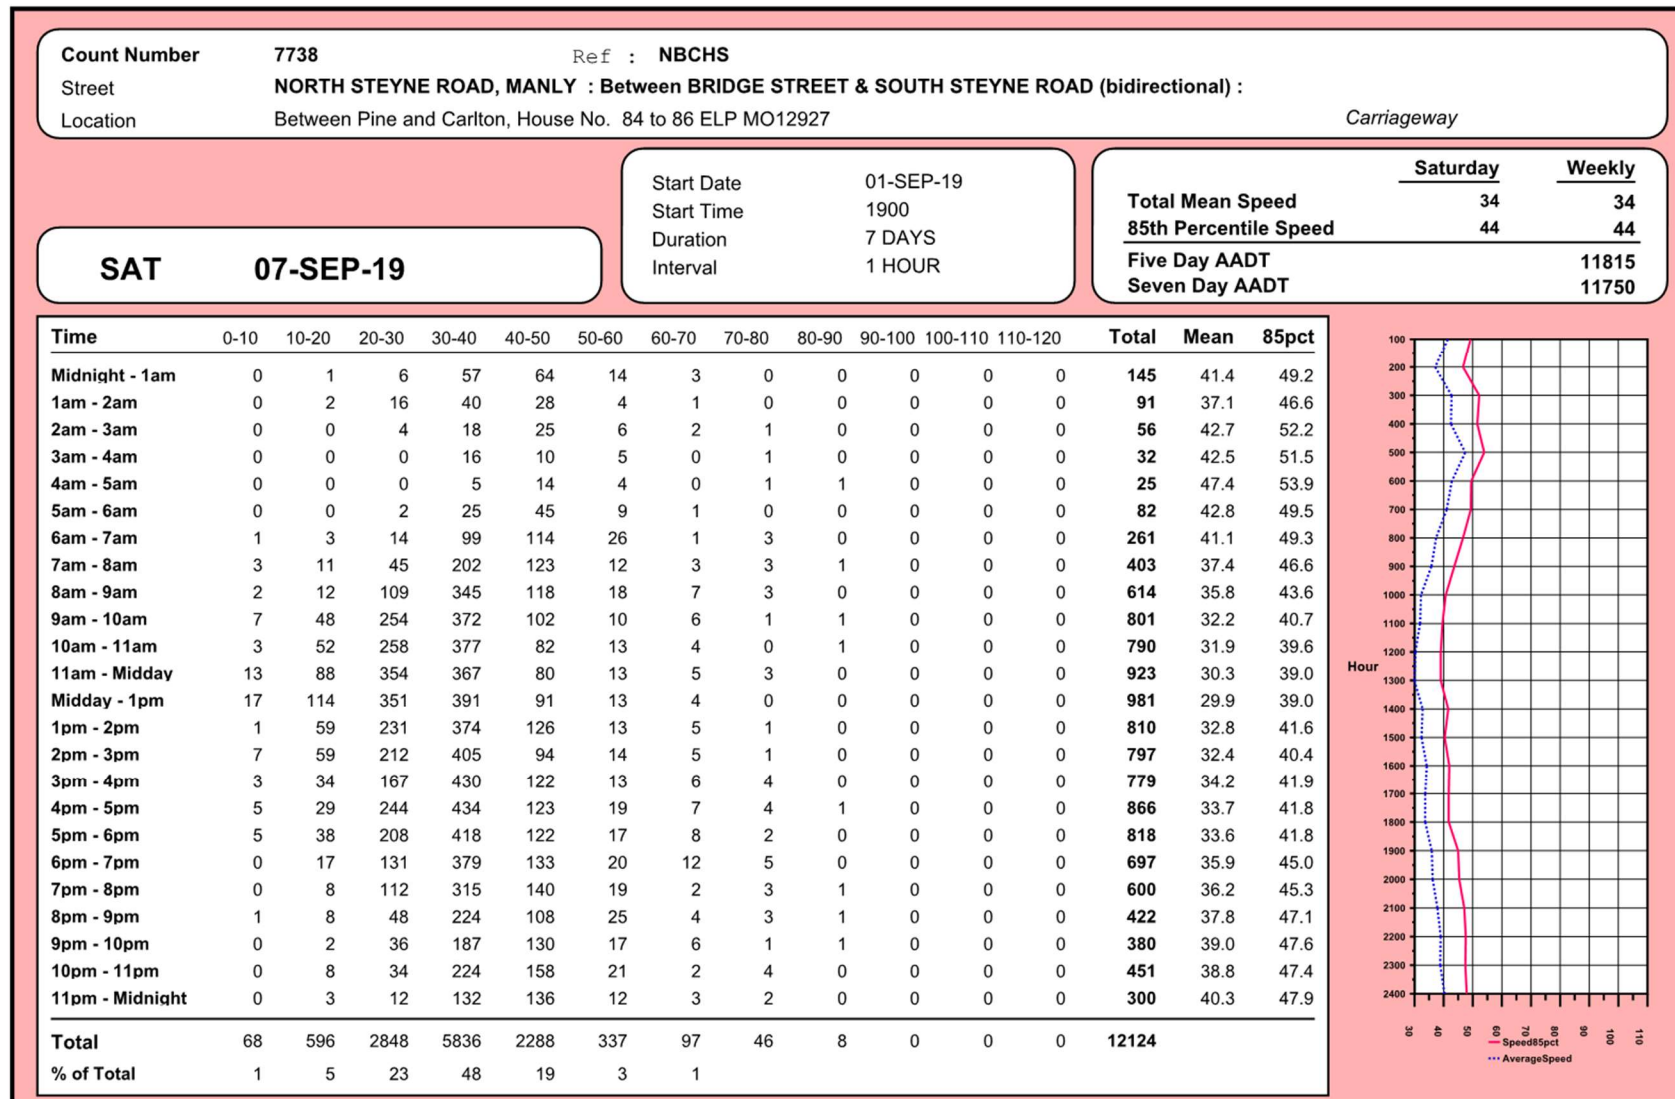 Count Number 7738 Ref : NBCHS
Street NORTH STEYNE ROAD, MANLY : Between BRIDGE STREET & SOUTH STEYNE ROAD (bidirectional) :
Location Between Pine and Carlton, House No. 84 to 86 ELP MO12927 Carriageway
SAT 07-SEP-19
Start Date 01-SEP-19
Start Time 1900
Duration 7 DAYS
Interval 1 HOUR
Saturday Weekly
Total Mean Speed 34 34
85th Percentile Speed 44 44
Five Day AADT 11815
Seven Day AADT 11750
Time 0-10 10-20 20-30 30-40 40-50 50-60 60-70 70-80 80-90 90-100 100-110 110-120 Total Mean 85pct
Midnight - 1am 0 1 6 57 64 14 3 0 0 0 0 0 145 41.4 49.2
1am - 2am 0 2 16 40 28 4 1 0 0 0 0 0 91 37.1 46.6
2am - 3am 0 0 4 18 25 6 2 1 0 0 0 0 56 42.7 52.2
3am - 4am 0 0 0 16 10 5 0 1 0 0 0 0 32 42.5 51.5
4am - 5am 0 0 0 5 14 4 0 1 1 0 0 0 25 47.4 53.9
5am - 6am 0 0 2 25 45 9 1 0 0 0 0 0 82 42.8 49.5
6am - 7am 1 3 14 99 114 26 1 3 0 0 0 0 261 41.1 49.3
7am - 8am 3 11 45 202 123 12 3 3 1 0 0 0 403 37.4 46.6
8am - 9am 2 12 109 345 118 18 7 3 0 0 0 0 614 35.8 43.6
9am - 10am 7 48 254 372 102 10 6 1 1 0 0 0 801 32.2 40.7
10am - 11am 3 52 258 377 82 13 4 0 1 0 0 0 790 31.9 39.6
11am - Midday 13 88 354 367 80 13 5 3 0 0 0 0 923 30.3 39.0
Midday - 1pm 17 114 351 391 91 13 4 0 0 0 0 0 981 29.9 39.0
1pm - 2pm 1 59 231 374 126 13 5 1 0 0 0 0 810 32.8 41.6
2pm - 3pm 7 59 212 405 94 14 5 1 0 0 0 0 797 32.4 40.4
3pm - 4pm 3 34 167 430 122 13 6 4 0 0 0 0 779 34.2 41.9
4pm - 5pm 5 29 244 434 123 19 7 4 1 0 0 0 866 33.7 41.8
5pm - 6pm 5 38 208 418 122 17 8 2 0 0 0 0 818 33.6 41.8
6pm - 7pm 0 17 131 379 133 20 12 5 0 0 0 0 697 35.9 45.0
7pm - 8pm 0 8 112 315 140 19 2 3 1 0 0 0 600 36.2 45.3
8pm - 9pm 1 8 48 224 108 25 4 3 1 0 0 0 422 37.8 47.1
9pm - 10pm 0 2 36 187 130 17 6 1 1 0 0 0 380 39.0 47.6
10pm - 11pm 0 8 34 224 158 21 2 4 0 0 0 0 451 38.8 47.4
11pm - Midnight 0 3 12 132 136 12 3 2 0 0 0 0 300 40.3 47.9
Total 68 596 2848 5836 2288 337 97 46 8 0 0 0 12124
% of Total 1 5 23 48 19 3 1
100
200
300
400
500
600
700
800
900
1000
1100
1200
Hour
1300
1400
1500
1600
1700
1800
1900
2000
2100
2200
2300
2400
30 40 50 60 70 80 90 100 110
Speed85pct
AverageSpeed